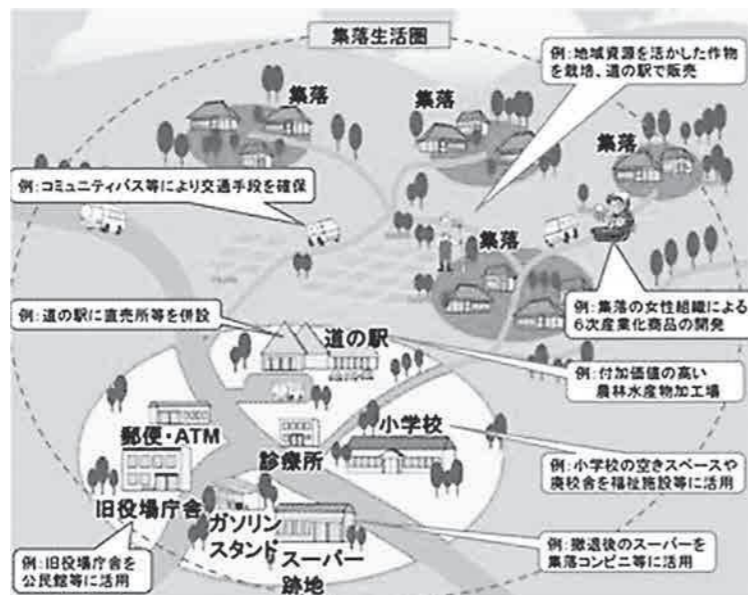 集落生活圏
例：地域資源を活かした作物
を栽培、道の駅で販売
集落
集落
集落
例：コミュニティバス等により交通手段を確保
集落
例：集落の女性組織による
6次産業化商品の開発
例：道の駅に直売所等を併設
道の駅
例：付加価値の高い
農林水産物加工場
郵便・ATM
小学校
診療所
例：小学校の空きスペースや
廃校舎を福祉施設等に活用
旧役場庁舎
ガソリン
スタンド
スーパー
跡地
例：旧役場庁舎を
公民館等に活用
例：撤退後のスーパーを
集落コンビニ等に活用